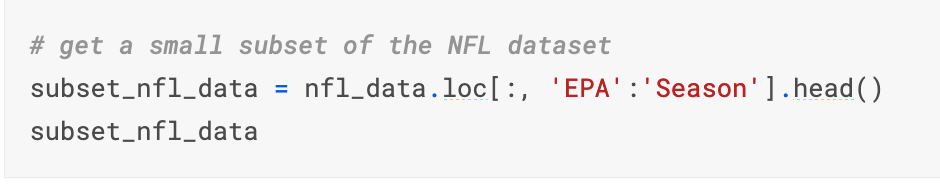 # get a small subset of the NFL dataset
subset_nfl_data = nfl_data.loc[:, 'EPA':'Season'].head()
subset_nfl_data